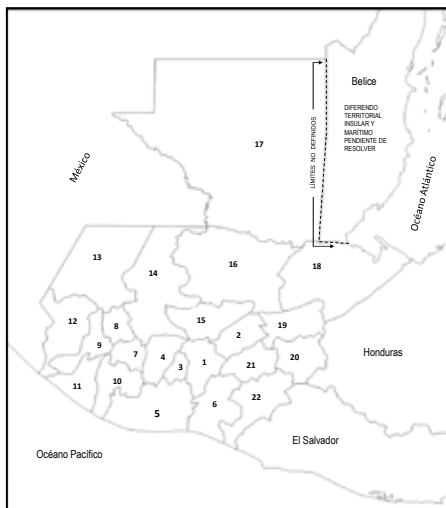 Belice
DIFERENDO
TERRITORIAL
INSULAR Y
MARÍTIMO
PENDIENTE DE
RESOLVER
LÍMITES NO DEFINIDOS
17
México
Océano Atlántico
13
14
16
18
12
8
15
2
19
9
7
4
3
1
21
20
Honduras
11
10
5
6
22
El Salvador
Océano Pacífico